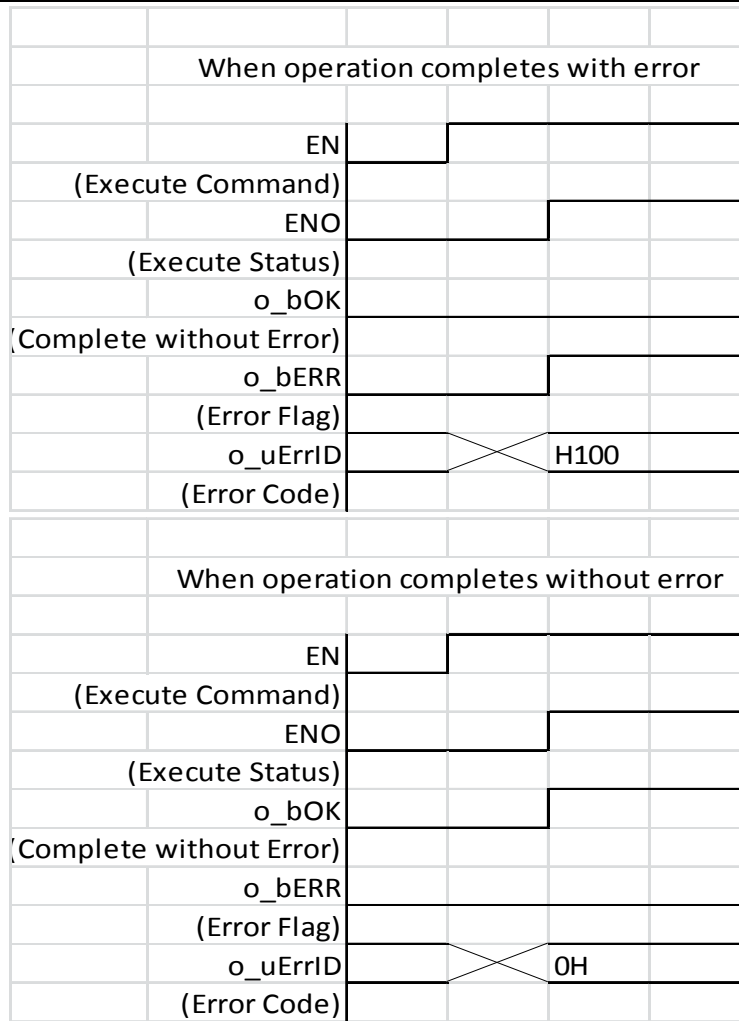 When operation completes with error
EN
(Execute Command)
ENO
(Execute Status)
o_bOK
(Complete without Error)
o_bERR
(Error Flag)
o_uErrID H100
(Error Code)
When operation completes without error
EN
(Execute Command)
ENO
(Execute Status)
o_bOK
(Complete without Error)
o_bERR
(Error Flag)
o_uErrID 0H
(Error Code)